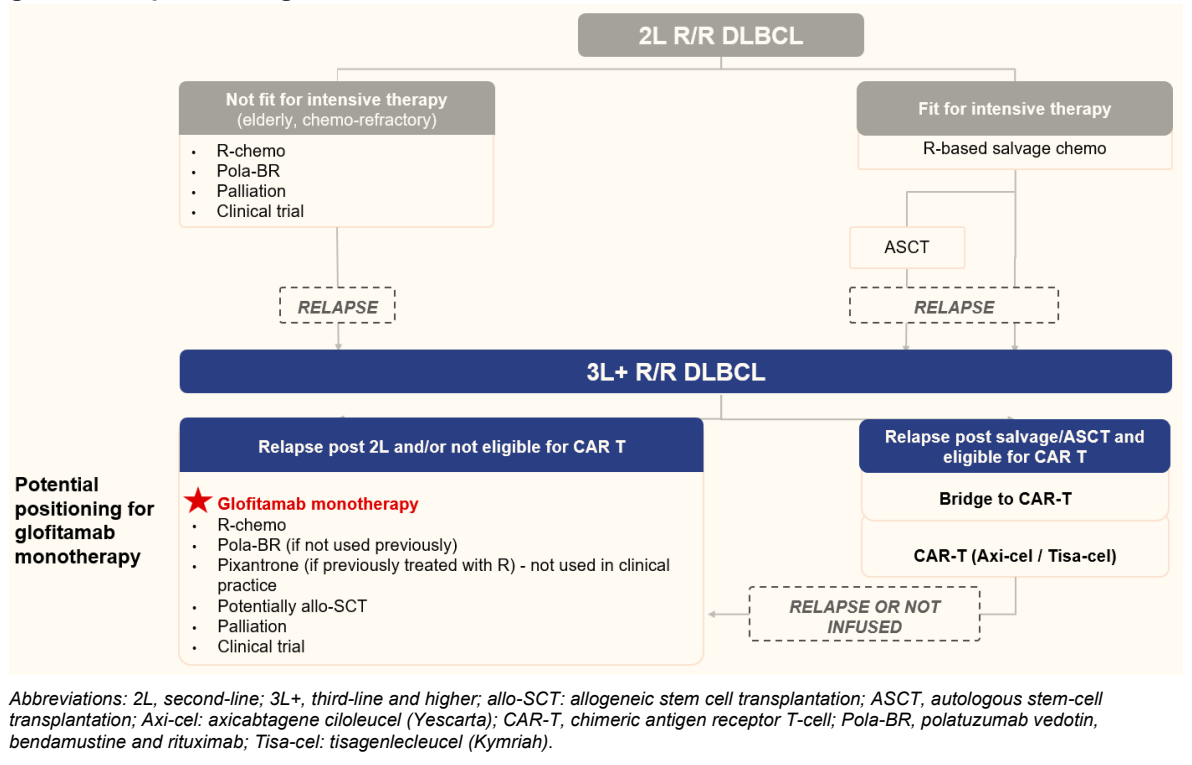 2L R/R DLBCL
Not fit for intensive therapy
(elderly, chemo-refractory)
• R-chemo
• Pola-BR
• Palliation
• Clinical trial
Fit for intensive therapy
R-based salvage chemo
ASCT
RELAPSE
RELAPSE
3L+ R/R DLBCL
Potential
positioning for
glofitamab
monotherapy
Relapse post 2L and/or not eligible for CAR T
Glofitamab monotherapy
• R-chemo
• Pola-BR (if not used previously)
• Pixantrone (if previously treated with R) - not used in clinical
practice
• Potentially allo-SCT
• Palliation
• Clinical trial
Relapse post salvage/ASCT and
eligible for CAR T
Bridge to CAR-T
CAR-T (Axi-cel / Tisa-cel)
RELAPSE OR NOT
INFUSED
Abbreviations: 2L, second-line; 3L+, third-line and higher; allo-SCT: allogeneic stem cell transplantation; ASCT, autologous stem-cell
transplantation; Axi-cel: axicabtagene ciloleucel (Yescarta); CAR-T, chimeric antigen receptor T-cell; Pola-BR, polatuzumab vedotin,
bendamustine and rituximab; Tisa-cel: tisagenlecleucel (Kymriah).